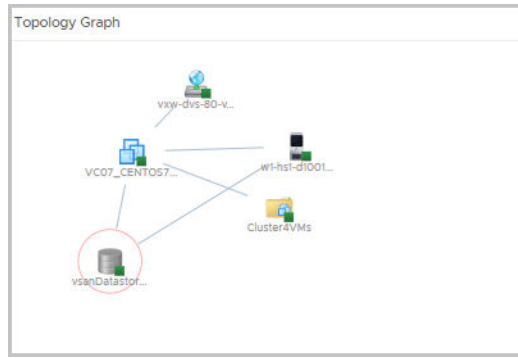 Topology Graph
vxw-dvs-80-v...
VC07_CENTOS7...
w1-hs1-d1001...
Cluster4VMs
vsanDatastor...